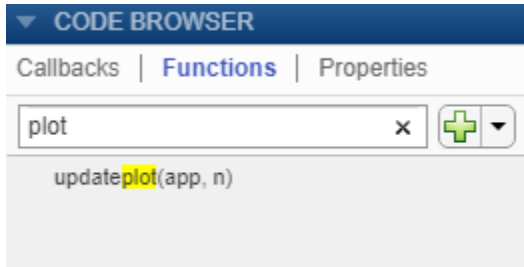 CODE BROWSER
Callbacks | Functions | Properties
plot
updateplot(app, n)